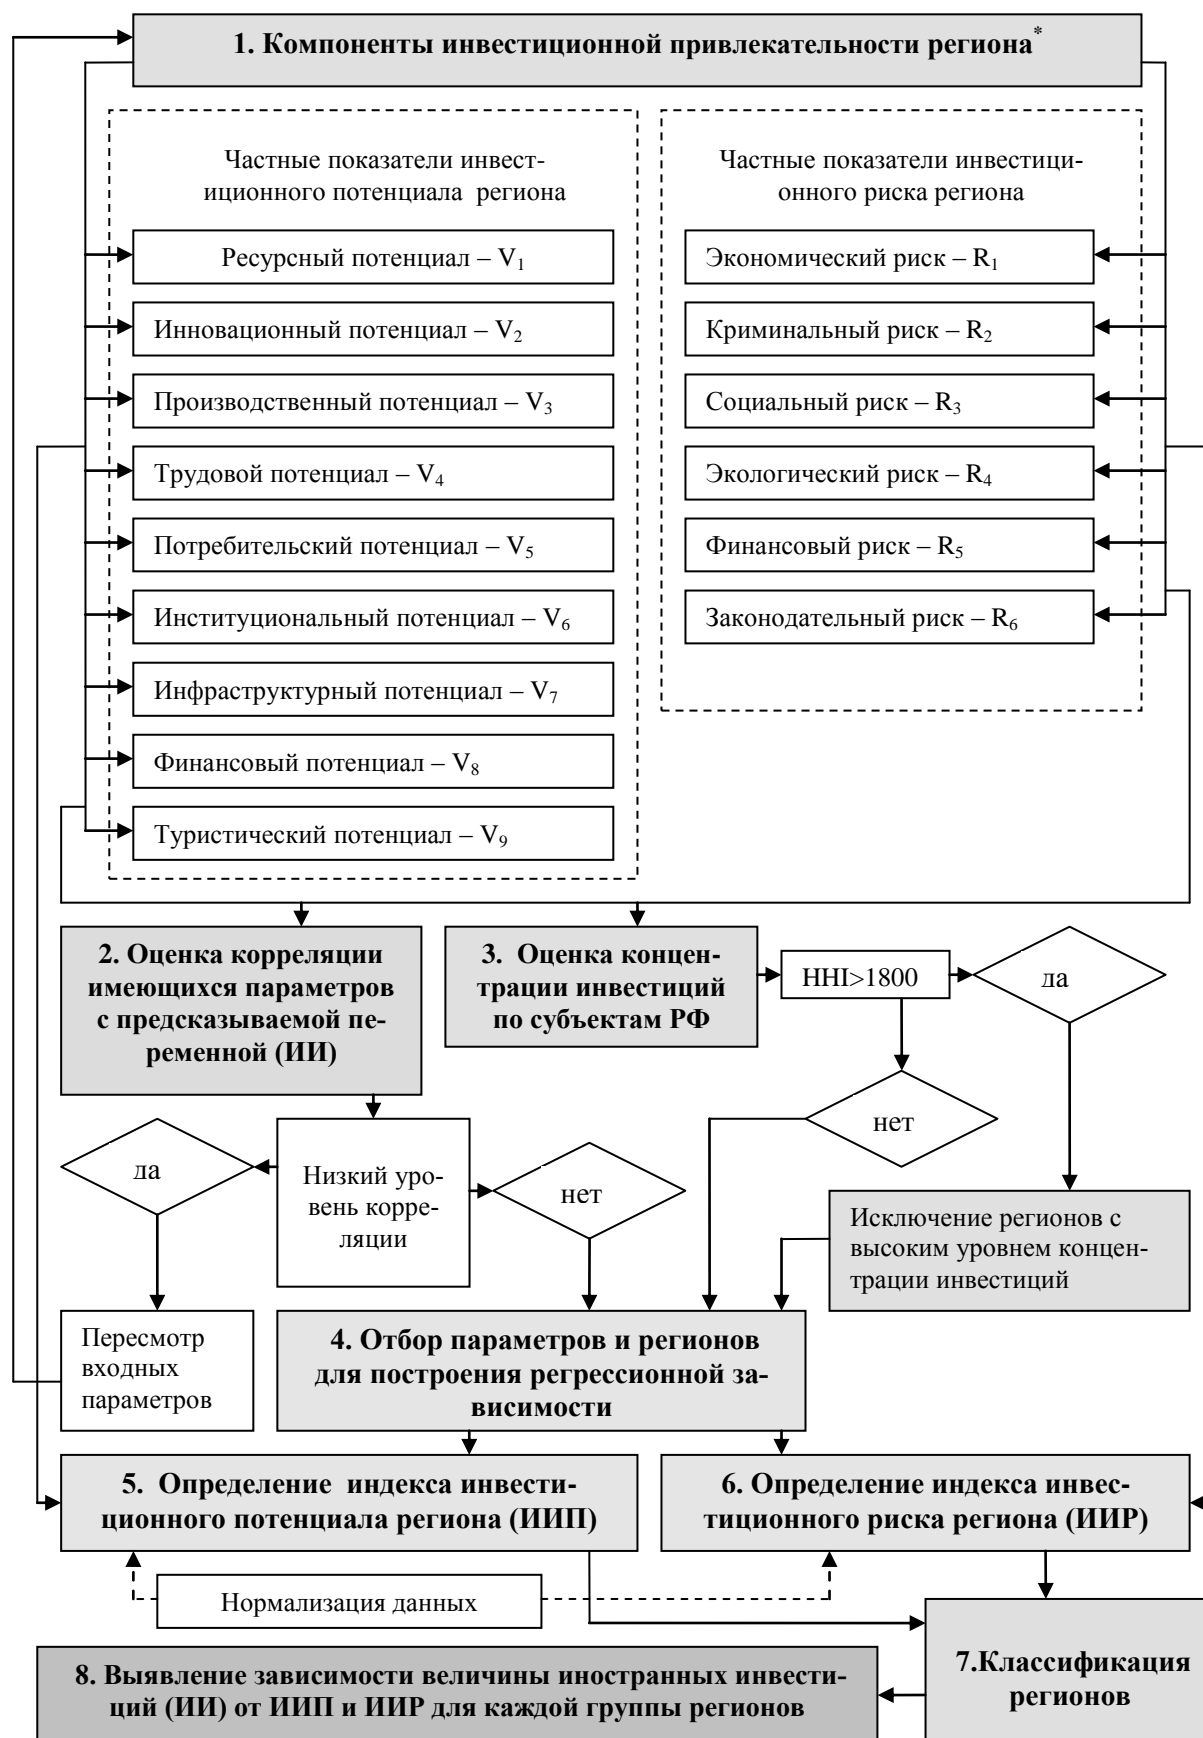 1. Компоненты инвестиционной привлекательности региона*
Частные показатели инвест-
иционного потенциала региона
Ресурсный потенциал – V1
Инновационный потенциал – V2
Производственный потенциал – V3
Трудовой потенциал – V4
Потребительский потенциал – V5
Институциональный потенциал – V6
Инфраструктурный потенциал – V7
Финансовый потенциал – V8
Туристический потенциал – V9
Частные показатели инвестици-
онного риска региона
Экономический риск – R1
Криминальный риск – R2
Социальный риск – R3
Экологический риск – R4
Финансовый риск – R5
Законодательный риск – R6
2. Оценка корреляции
имеющихся параметров
с предсказываемой пе-
ременной (ИИ)
3. Оценка концен-
трации инвестиций
по субъектам РФ
HHI>1800
да
нет
да
Низкий уро-
вень корре-
ляции
нет
Исключение регионов с
высоким уровнем концен-
трации инвестиций
Пересмотр
входных
параметров
4. Отбор параметров и регионов
для построения регрессионной за-
висимости
5. Определение индекса инвести-
ционного потенциала региона (ИИП)
6. Определение индекса инвес-
тиционного риска региона (ИИР)
Нормализация данных
7.Классификация
регионов
8. Выявление зависимости величины иностранных инвести-
ций (ИИ) от ИИП и ИИР для каждой группы регионов